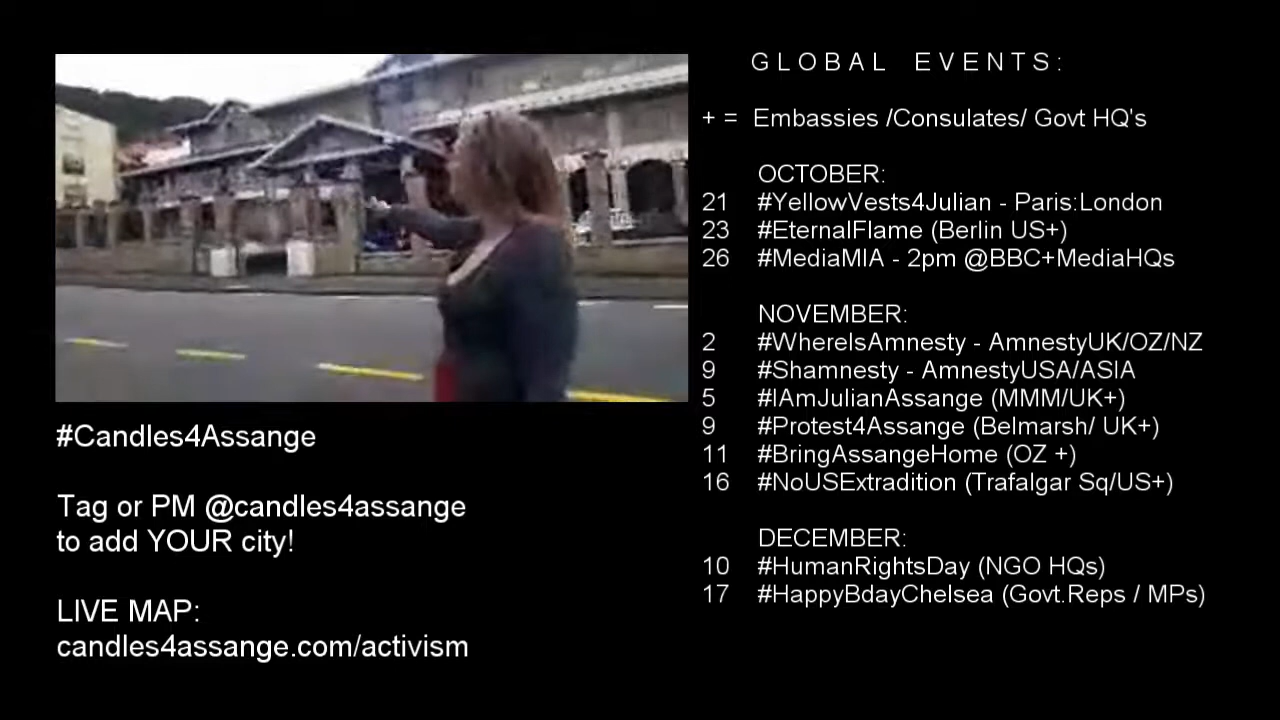 #Candles4Assange
Tag or PM @candles4assange
to add YOUR city!
LIVE MAP:
candles4assange.com/activism
GLOBAL EVENTS:
+ = Embassies /Consulates/ Govt HQ's
OCTOBER:
21 #YellowVests4Julian - Paris:London
23 #EternalFlame (Berlin US+)
26 #MediaMIA - 2pm @BBC+MediaHQs
NOVEMBER:
2 #WhereIsAmnesty - AmnestyUK/OZ/NZ
9 #Shamnesty - AmnestyUSA/ASIA
5 #IAmJulianAssange (MMM/UK+)
9 #Protest4Assange (Belmarsh/ UK+)
11 #BringAssangeHome (OZ +)
16 #NoUSExtradition (Trafalgar Sq/US+)
DECEMBER:
10 #HumanRightsDay (NGO HQs)
17 #HappyBdayChelsea (Govt.Reps / MPs)